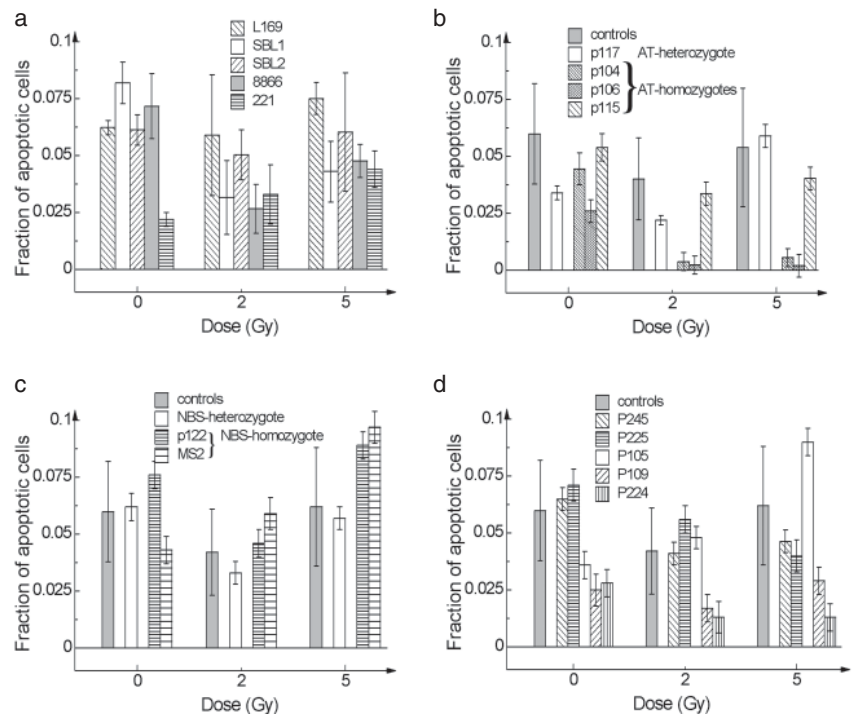 a
L169
SBL1
SBL2
8866
221
0.1
0.075
0.05
0.025
0
Fraction of apoptotic cells
0 2 5
Dose (Gy)
b
controls
p117 AT-heterozygote
p104
p106 AT-homozygotes
p115
0.1
0.075
0.05
0.025
0
Fraction of apoptotic cells
0 2 5
Dose (Gy)
c
controls
NBS-heterozygote
p122 NBS-homozygote
MS2
0.1
0.075
0.05
0.025
0
Fraction of apoptotic cells
0 2 5
Dose (Gy)
d
controls
P245
P225
P105
P109
P224
0.1
0.075
0.05
0.025
0
Fraction of apoptotic cells
0 2 5
Dose (Gy)